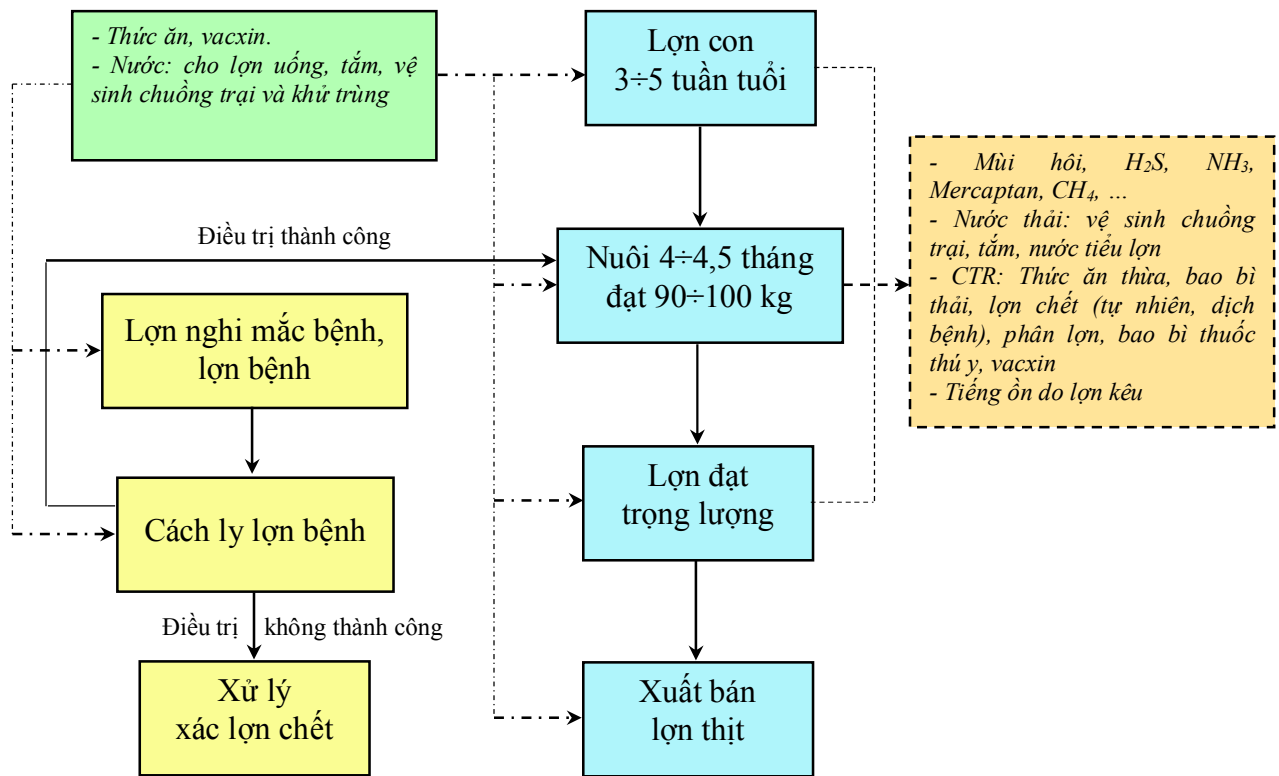 - Thức ăn, vacxin.
- Nước: cho lợn uống, tắm, vệ
sinh chuồng trại và khử trùng
Lợn con
3÷5 tuần tuổi
- Mùi hôi, H₂S, NH₃,
Mercaptan, CH₄, ...
- Nước thải: vệ sinh chuồng
trại, tắm, nước tiểu lợn
- CTR: Thức ăn thừa, bao bì
thải, lợn chết (tự nhiên, dịch
bệnh), phân lợn, bao bì thuốc
thú y, vacxin
- Tiếng ồn do lợn kêu
Điều trị thành công
Nuôi 4÷4,5 tháng
đạt 90÷100 kg
Lợn nghi mắc bệnh,
lợn bệnh
Cách ly lợn bệnh
Lợn đạt
trọng lượng
Điều trị không thành công
Xử lý
xác lợn chết
Xuất bán
lợn thịt